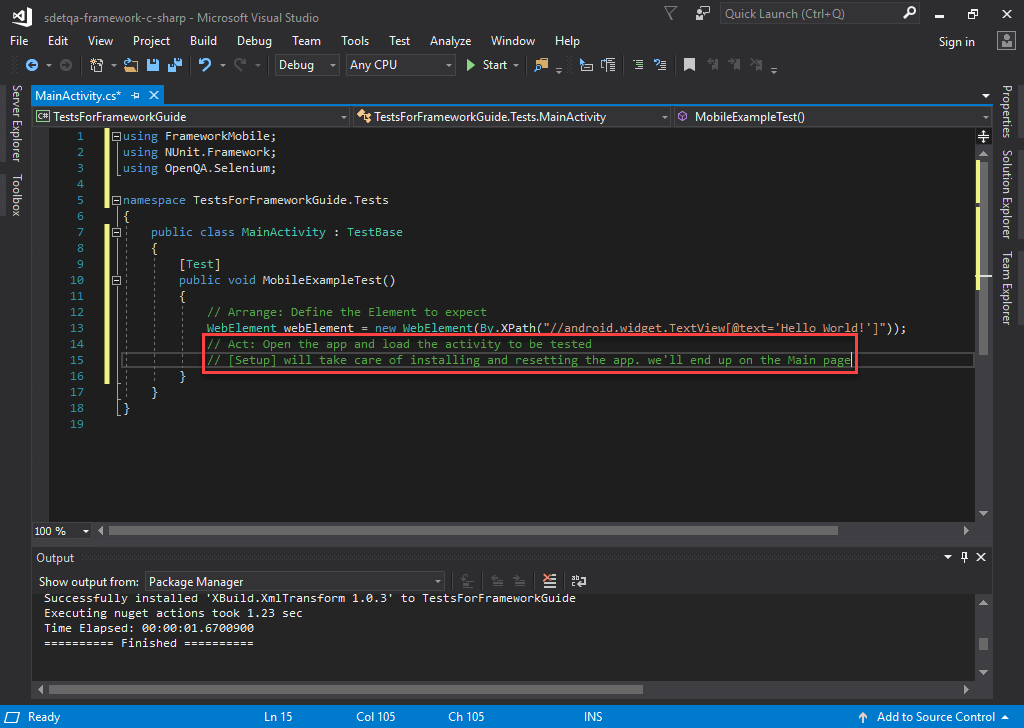 sdetqa-framework-c-sharp - Microsoft Visual Studio
Quick Launch (Ctrl+Q)
File Edit View Project Build Debug Team Tools Test Analyze Window Help Sign in
Debug Any CPU Start
Server Explorer
Toolbox
MainActivity.cs*
TestsForFrameworkGuide TestsForFrameworkGuide.Tests.MainActivity MobileExampleTest()
1 using FrameworkMobile;
2 using NUnit.Framework;
3 using OpenQA.Selenium;
4
5 namespace TestsForFrameworkGuide.Tests
6 {
7 public class MainActivity : TestBase
8 {
9 [Test]
10 public void MobileExampleTest()
11 {
12 // Arrange: Define the Element to expect
13 WebElement webElement = new WebElement(By.XPath("//android.widget.TextView[@text='Hello World!']"));
14 // Act: Open the app and load the activity to be tested
15 // [Setup] will take care of installing and resetting the app. we'll end up on the Main page
16 }
17 }
18 }
19
Properties
Solution Explorer
Team Explorer
100 %
Output
Show output from: Package Manager
Successfully installed 'XBuild.XmlTransform 1.0.3' to TestsForFrameworkGuide
Executing nuget actions took 1.23 sec
Time Elapsed: 00:00:01.6700900
========== Finished ==========
Ready Ln 15 Col 105 Ch 105 INS Add to Source Control